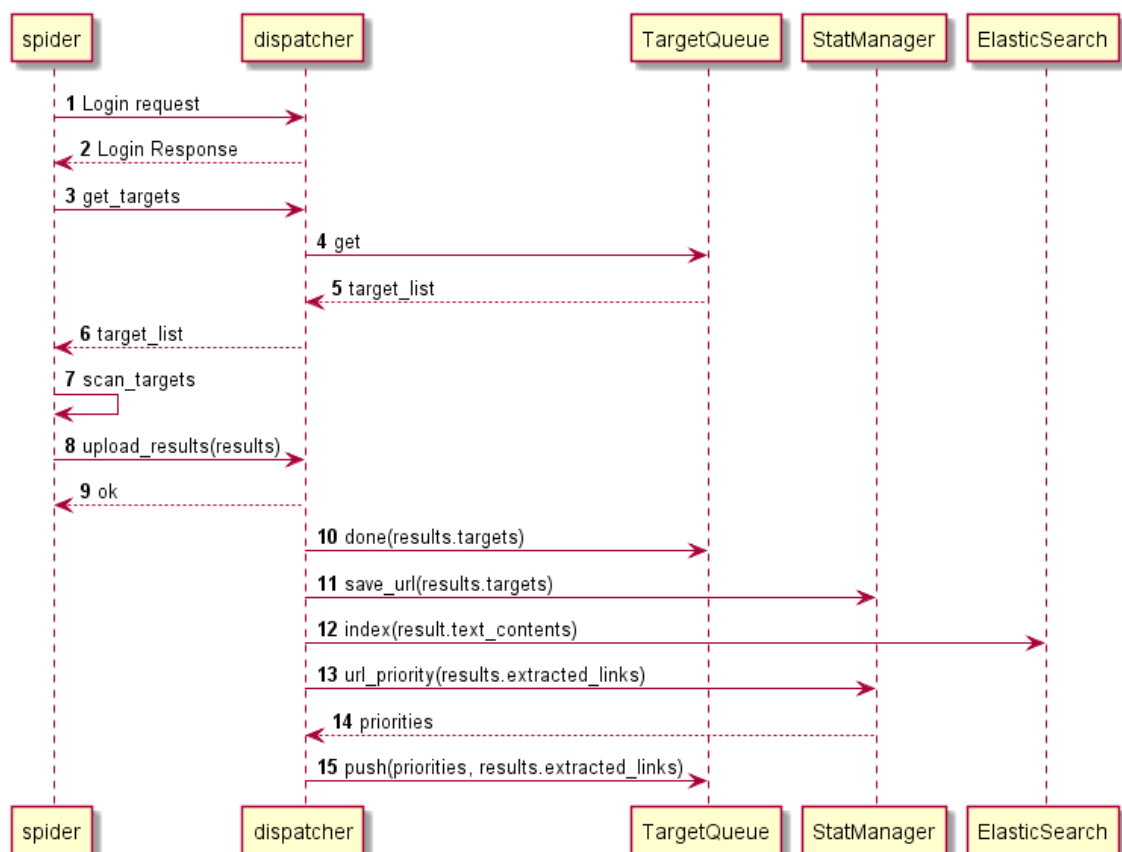 spider dispatcher TargetQueue StatManager ElasticSearch
1 Login request
2 Login Response
3 get_targets
4 get
5 target_list
6 target_list
7 scan_targets
8 upload_results(results)
9 ok
10 done(results.targets)
11 save_url(results.targets)
12 index(result.text_contents)
13 url_priority(results.extracted_links)
14 priorities
15 push(priorities, results.extracted_links)
spider dispatcher TargetQueue StatManager ElasticSearch